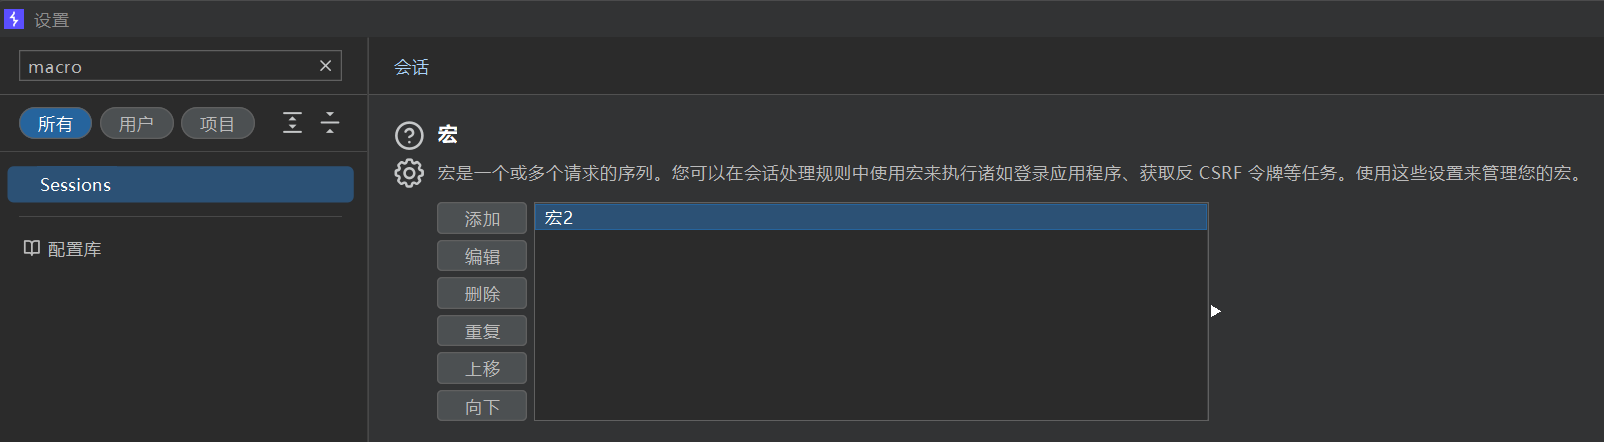 设置
macro
会话
所有 用户 项目
宏
Sessions
宏是一个或多个请求的序列。您可以在会话处理规则中使用宏来执行诸如登录应用程序、获取反 CSRF 令牌等任务。使用这些设置来管理您的宏。
配置库
添加
宏2
编辑
删除
重复
上移
向下